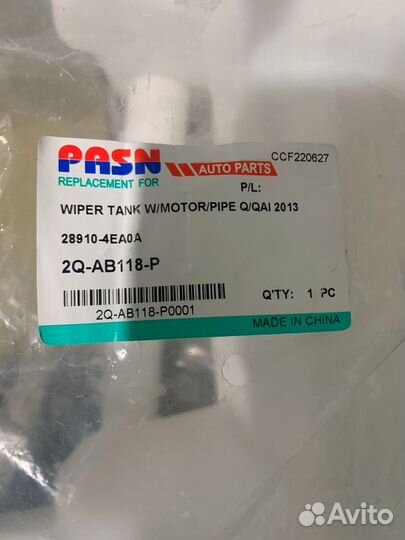 CCF220627
PASN AUTO PARTS
REPLACEMENT FOR
P/L:
WIPER TANK W/MOTOR/PIPE Q/QAI 2013
28910-4EA0A
2Q-AB118-P
Q'TY: 1 PC
2Q-AB118-P0001
MADE IN CHINA
Avito